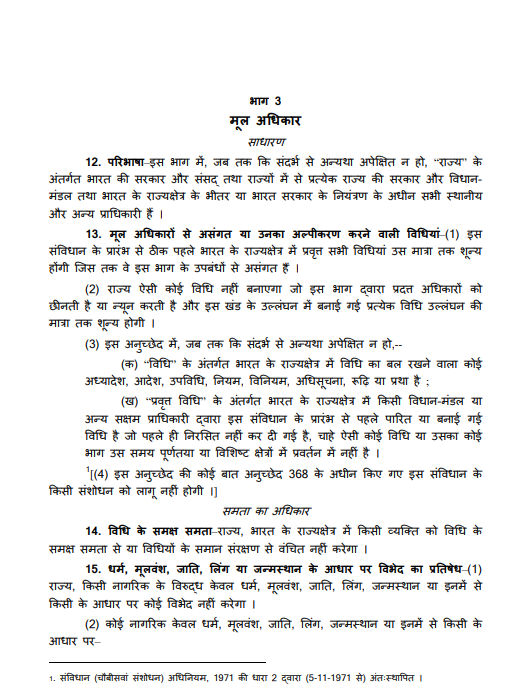 भाग 3
मूल अधिकार
साधारण
12. परिभाषा–इस भाग में, जब तक कि संदर्भ से अन्यथा अपेक्षित न हो, “राज्य” के
अंतर्गत भारत की सरकार और संसद् तथा राज्यों में से प्रत्येक राज्य की सरकार और विधान-
मंडल तथा भारत के राज्यक्षेत्र के भीतर या भारत सरकार के नियंत्रण के अधीन सभी स्थानीय
और अन्य प्राधिकारी हैं ।
13. मूल अधिकारों से असंगत या उनका अल्पीकरण करने वाली विधियां–(1) इस
संविधान के प्रारंभ से ठीक पहले भारत के राज्यक्षेत्र में प्रवृत्त सभी विधियां उस मात्रा तक शून्य
होंगी जिस तक वे इस भाग के उपबंधों से असंगत हैं ।
(2) राज्य ऐसी कोई विधि नहीं बनाएगा जो इस भाग द्वारा प्रदत्त अधिकारों को
छीनती है या न्यून करती है और इस खंड के उल्लंघन में बनाई गई प्रत्येक विधि उल्लंघन की
मात्रा तक शून्य होगी ।
(3) इस अनुच्छेद में, जब तक कि संदर्भ से अन्यथा अपेक्षित न हो,--
(क) “विधि” के अंतर्गत भारत के राज्यक्षेत्र में विधि का बल रखने वाला कोई
अध्यादेश, आदेश, उपविधि, नियम, विनियम, अधिसूचना, रूढ़ि या प्रथा है ;
(ख) “प्रवृत्त विधि” के अंतर्गत भारत के राज्यक्षेत्र में किसी विधान-मंडल या
अन्य सक्षम प्राधिकारी द्वारा इस संविधान के प्रारंभ से पहले पारित या बनाई गई
विधि है जो पहले ही निरसित नहीं कर दी गई है, चाहे ऐसी कोई विधि या उसका कोई
भाग उस समय पूर्णतया या विशिष्ट क्षेत्रों में प्रवर्तन में नहीं है ।
1[(4) इस अनुच्छेद की कोई बात अनुच्छेद 368 के अधीन किए गए इस संविधान के
किसी संशोधन को लागू नहीं होगी ।]
समता का अधिकार
14. विधि के समक्ष समता–राज्य, भारत के राज्यक्षेत्र में किसी व्यक्ति को विधि के
समक्ष समता से या विधियों के समान संरक्षण से वंचित नहीं करेगा ।
15. धर्म, मूलवंश, जाति, लिंग या जन्मस्थान के आधार पर विभेद का प्रतिषेध–(1)
राज्य, किसी नागरिक के विरुद्ध केवल धर्म, मूलवंश, जाति, लिंग, जन्मस्थान या इनमें से
किसी के आधार पर कोई विभेद नहीं करेगा ।
(2) कोई नागरिक केवल धर्म, मूलवंश, जाति, लिंग, जन्मस्थान या इनमें से किसी के
आधार पर–
1. संविधान (चौबीसवां संशोधन) अधिनियम, 1971 की धारा 2 द्वारा (5-11-1971 से) अंतःस्थापित ।